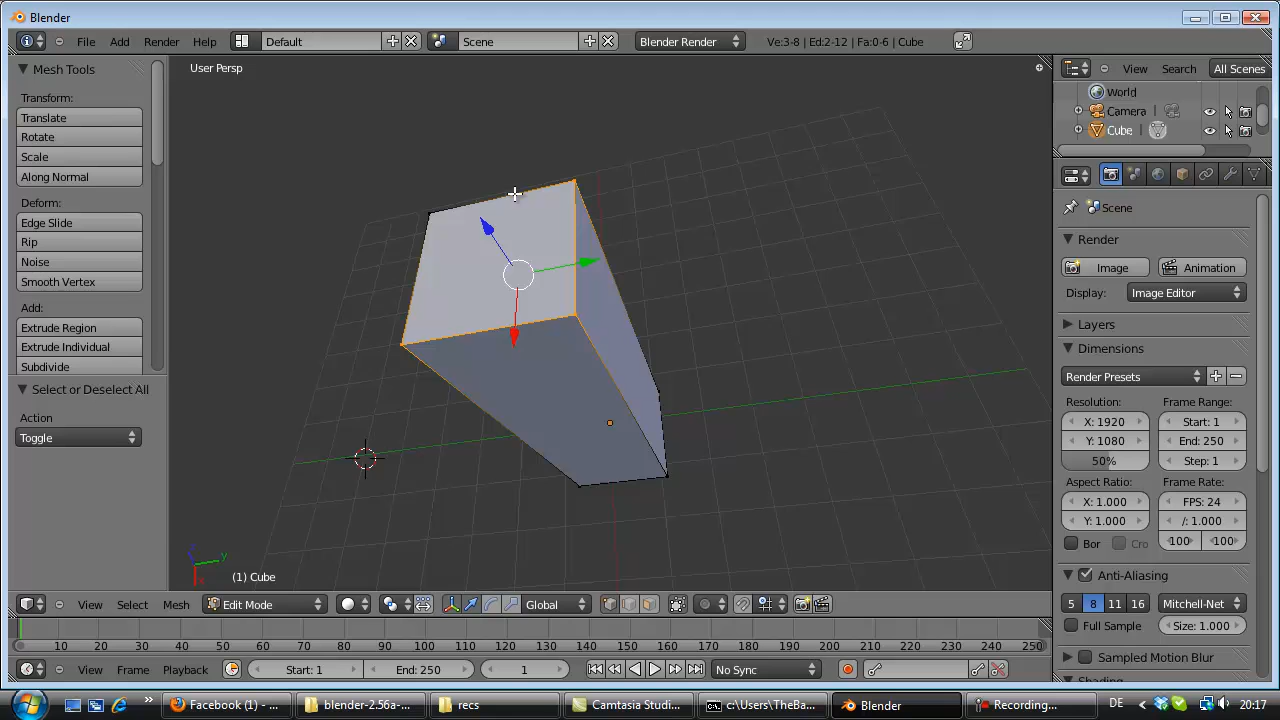 Blender
File Add Render Help Default Scene Blender Render Ve:3-8 | Ed:2-12 | Fa:0-6 | Cube
Mesh Tools
Transform:
Translate
Rotate
Scale
Along Normal
Deform:
Edge Slide
Rip
Noise
Smooth Vertex
Add:
Extrude Region
Extrude Individual
Subdivide
Select or Deselect All
Action
Toggle
User Persp
z y x
(1) Cube
View Select Mesh Edit Mode Global
View Search All Scenes
World
Camera
Cube
Scene
Render
Image Animation
Display: Image Editor
Layers
Dimensions
Render Presets
Resolution: Frame Range:
X: 1920 Start: 1
Y: 1080 End: 250
50% Step: 1
Aspect Ratio: Frame Rate:
X: 1.000 FPS: 24
Y: 1.000 /: 1.000
Bor Cro 100 100
Anti-Aliasing
5 8 11 16 Mitchell-Net
Full Sample Size: 1.000
Sampled Motion Blur
Shading
10 20 30 40 50 60 70 80 90 100 110 120 130 140 150 160 170 180 190 200 210 220 230 240 250
View Frame Playback Start: 1 End: 250 1 No Sync
Facebook (1) - ... blender-2.56a-... recs Camtasia Studi... c:\Users\TheBa... Blender Recording... DE 20:17